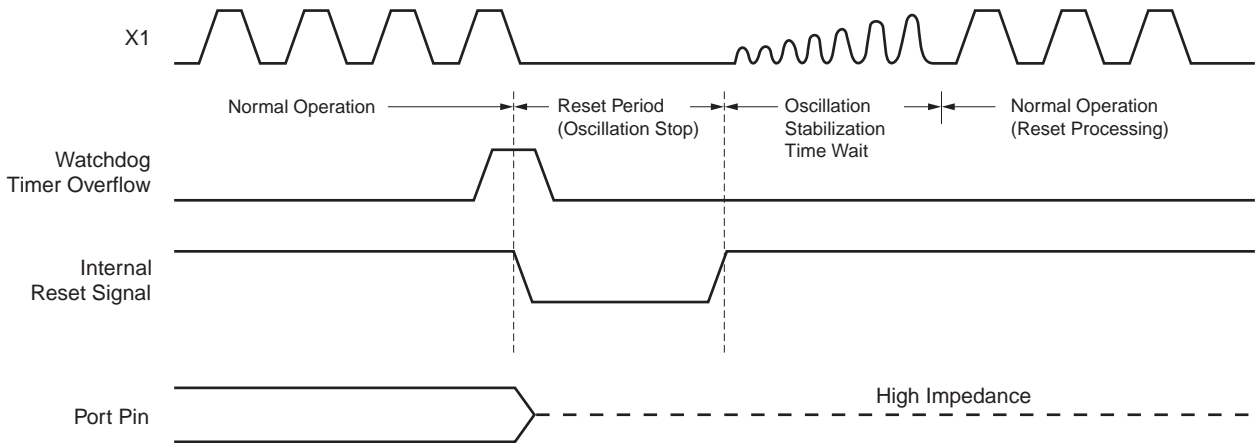 X1
Normal Operation
Reset Period
(Oscillation Stop)
Oscillation
Stabilization
Time Wait
Normal Operation
(Reset Processing)
Watchdog
Timer Overflow
Internal
Reset Signal
Port Pin
High Impedance